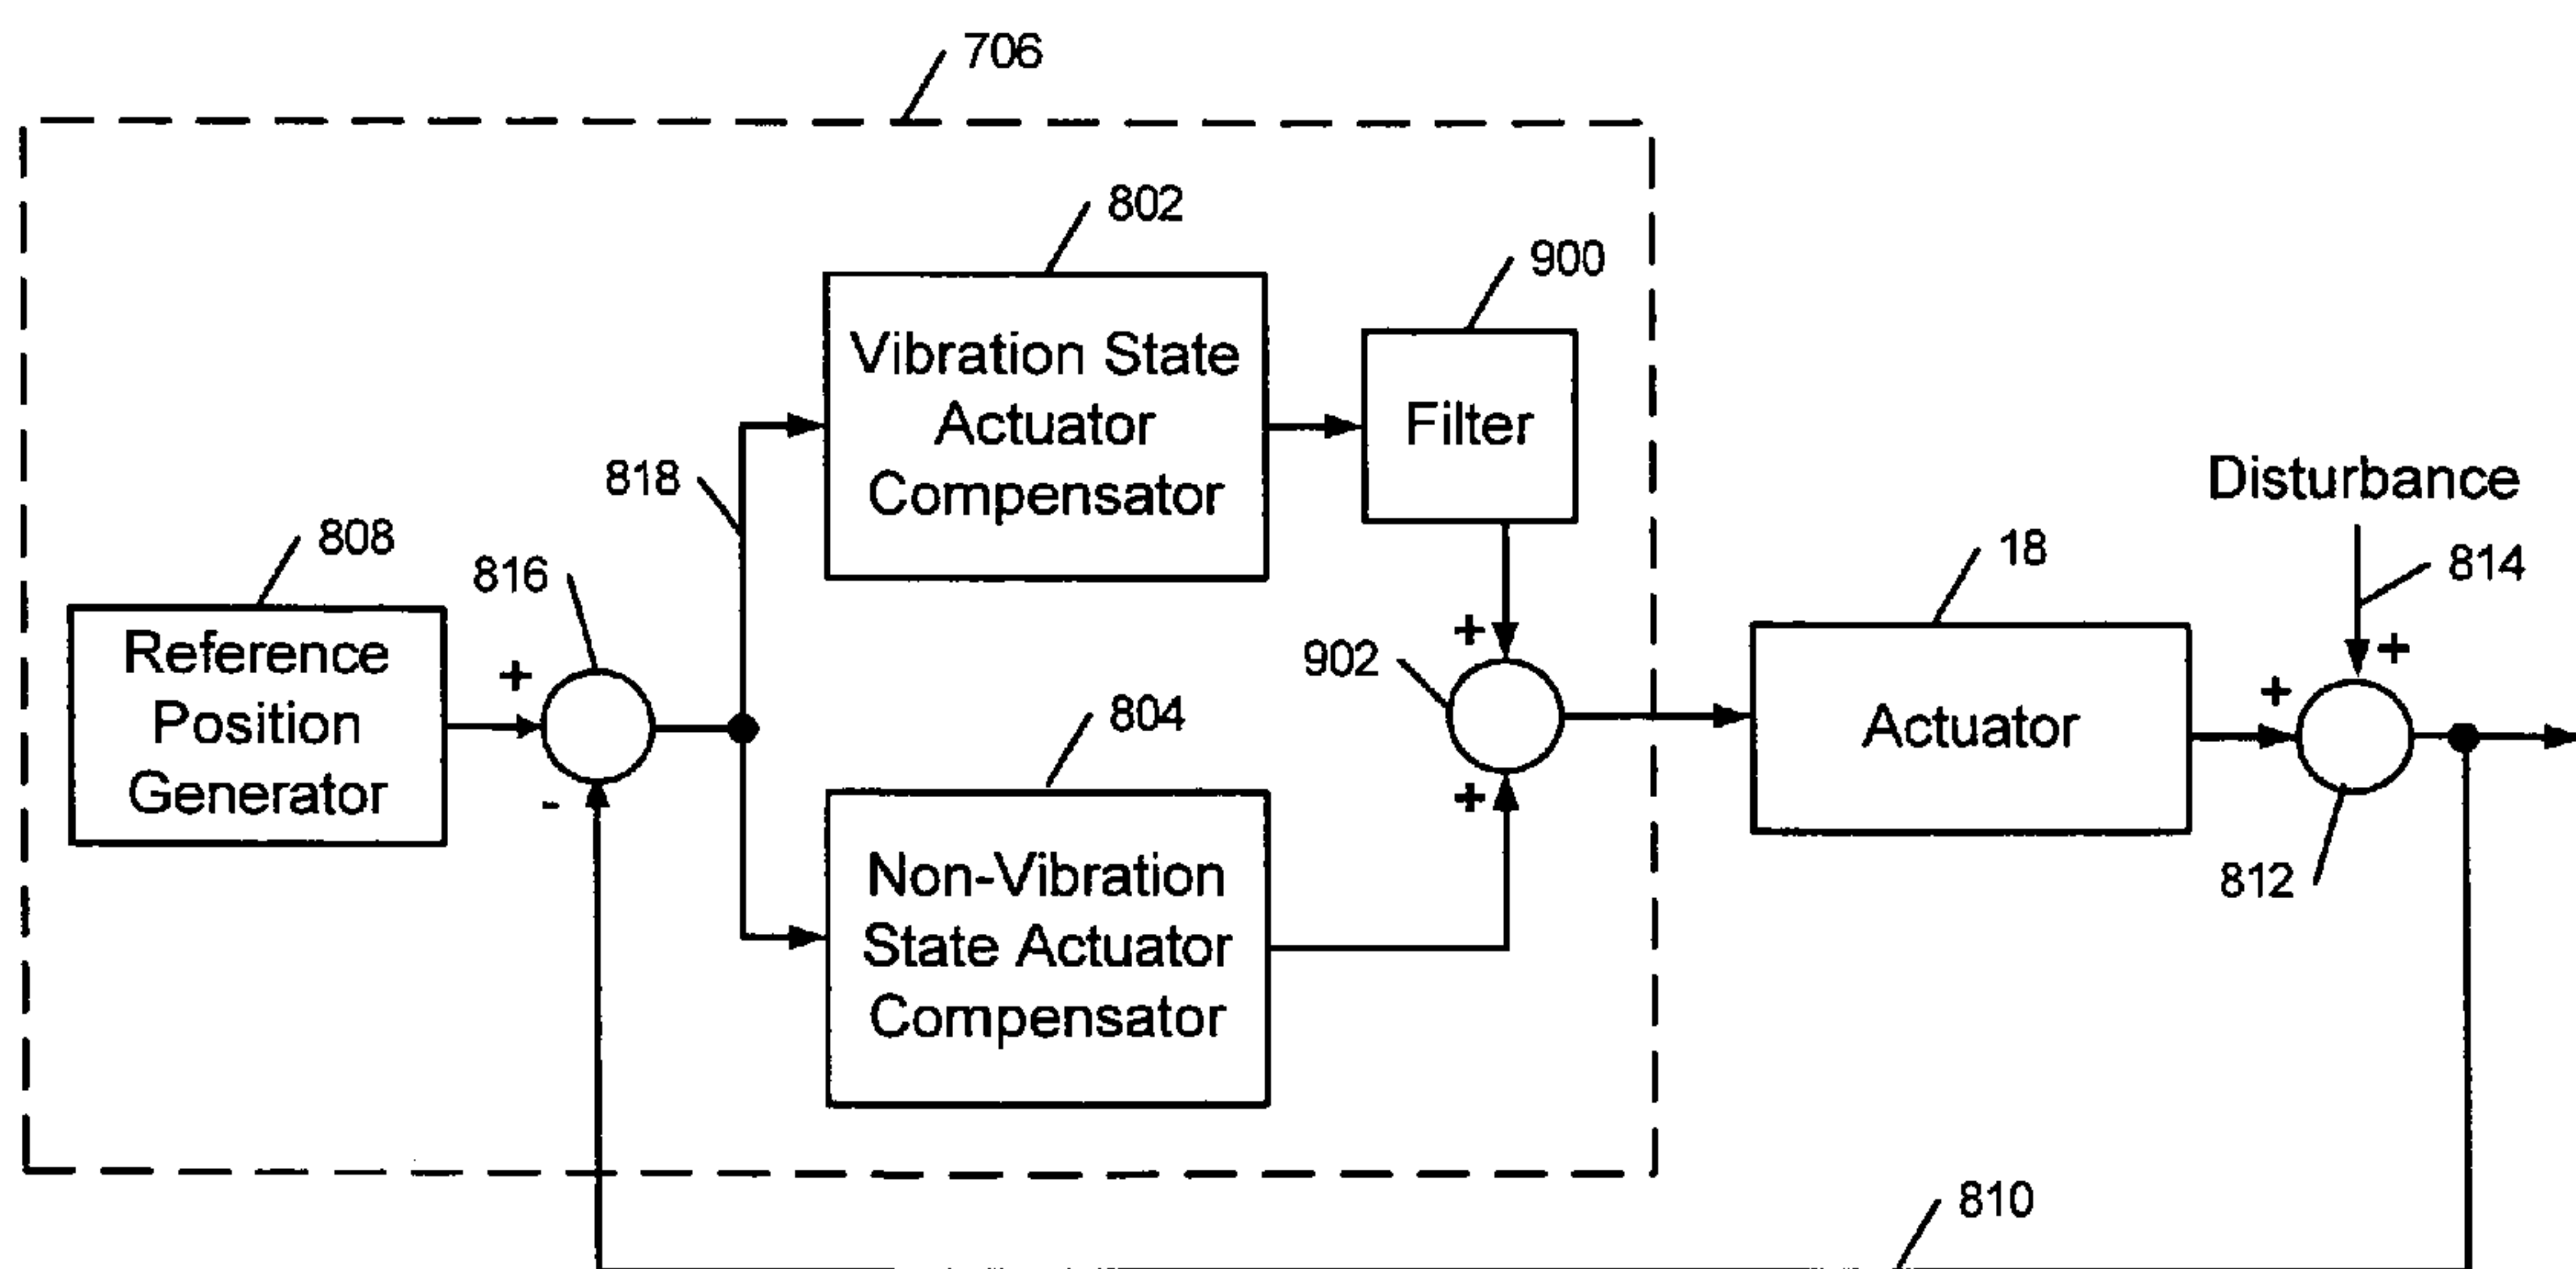 706
802
900
Vibration State
Actuator
Compensator
Filter
818
Disturbance
808
816
18
814
Reference
Position
Generator
+
-
+
902
+
804
Actuator
+
+
812
Non-Vibration
State Actuator
Compensator
810